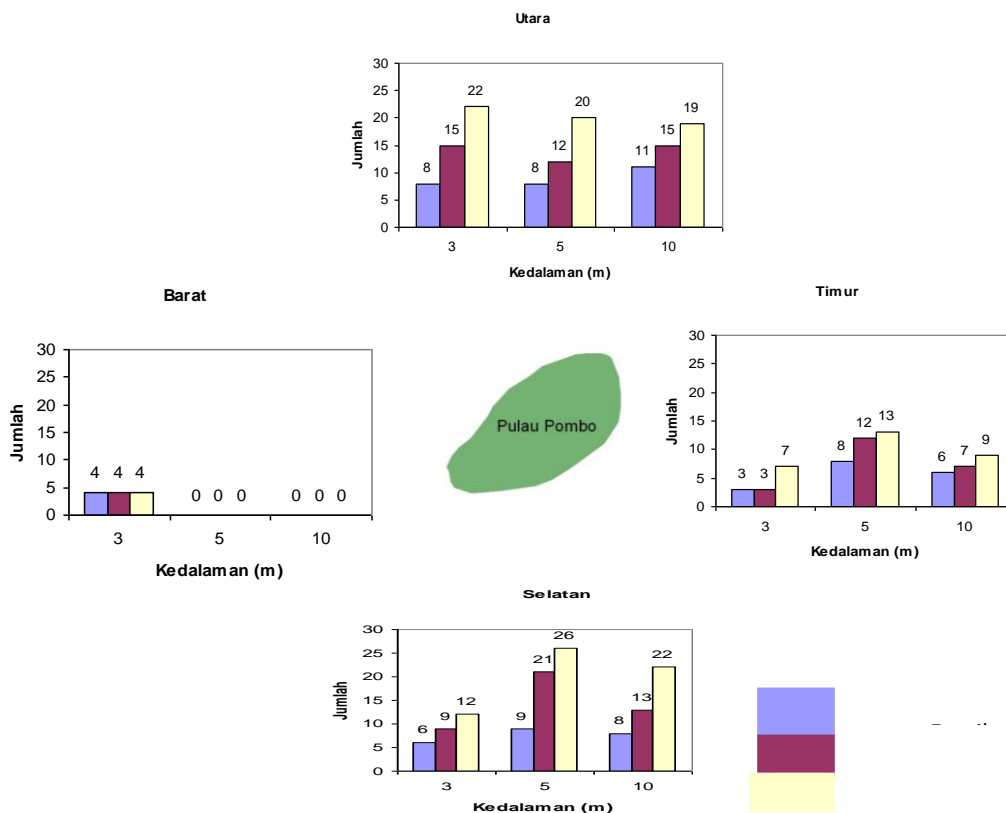 Utara
Jumlah
30
25
20
15
10
5
0
8 15 22
8 12 20
11 15 19
3 5 10
Kedalaman (m)
Barat
Jumlah
30
25
20
15
10
5
0
4 4 4
0 0 0
0 0 0
3 5 10
Kedalaman (m)
Pulau Pombo
Timur
Jumlah
30
25
20
15
10
5
0
3 3 7
8 12 13
6 7 9
3 5 10
Kedalaman (m)
Selatan
Jumlah
30
25
20
15
10
5
0
6 9 12
9 21 26
8 13 22
3 5 10
Kedalaman (m)